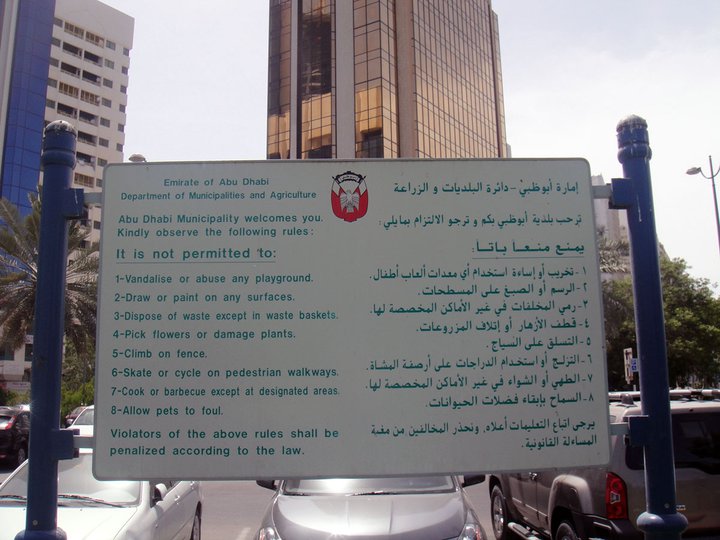 Emirate of Abu Dhabi
Department of Municipalities and Agriculture
Abu Dhabi Municipality welcomes you.
Kindly observe the following rules:
It is not permitted to:
1-Vandalise or abuse any playground.
2-Draw or paint on any surfaces.
3-Dispose of waste except in waste baskets.
4-Pick flowers or damage plants.
5-Climb on fence.
6-Skate or cycle on pedestrian walkways.
7-Cook or barbecue except at designated areas.
8-Allow pets to foul.
Violators of the above rules shall be
penalized according to the law.
إمارة أبوظبي - دائرة البلديات و الزراعة
ترحب بلدية أبوظبي بكم و ترجو الالتزام بمايلي:
يمنع منعاً باتاً:
١-تخريب أو إساءة استخدام أي معدات ألعاب أطفال.
٢-الرسم أو الصبغ على المسطحات.
٣-رمي المخلفات في غير الأماكن المخصصة لها.
٤-قطف الأزهار أو إتلاف المزروعات.
٥-التسلق على السياج.
٦-التزلج أو استخدام الدراجات على أرصفة المشاة.
٧-الطهي أو الشواء في غير الأماكن المخصصة لها.
٨-السماح بإبقاء فضلات الحيوانات.
يرجى اتباع التعليمات أعلاه، ونحذر المخالفين من مغبة
المساءلة القانونية.